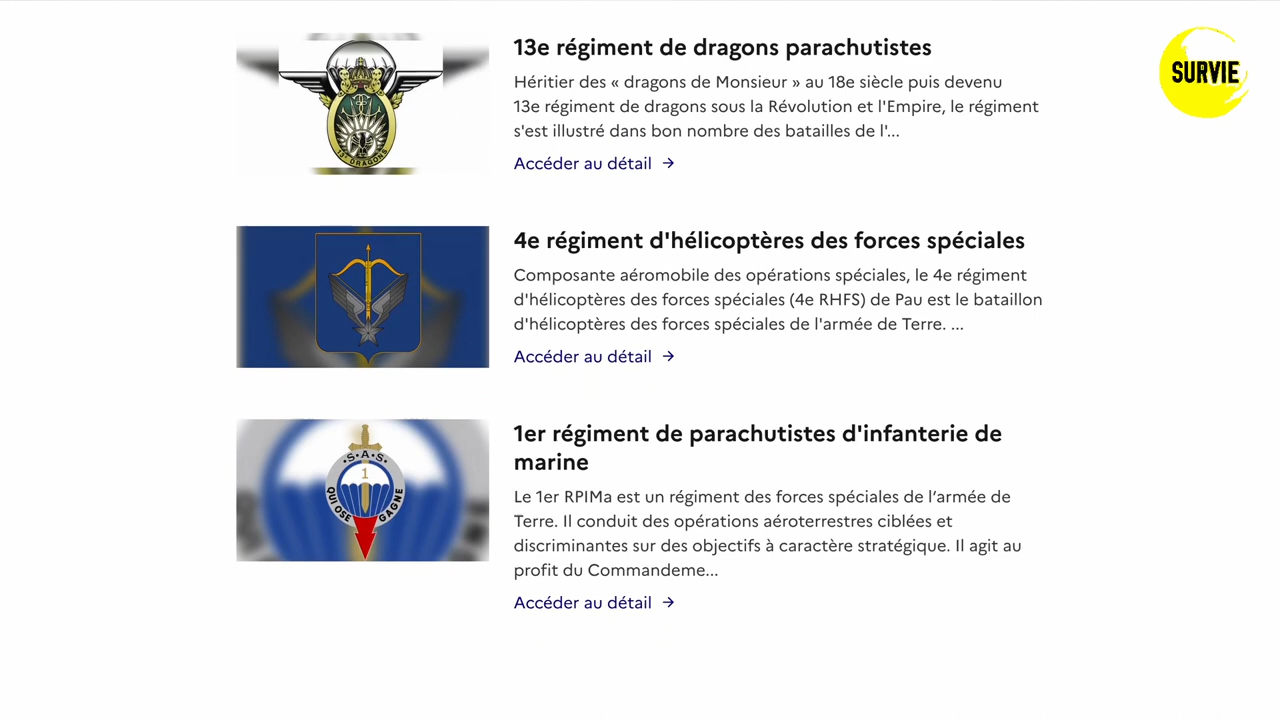 13e régiment de dragons parachutistes
Héritier des « dragons de Monsieur » au 18e siècle puis devenu
13e régiment de dragons sous la Révolution et l'Empire, le régiment
s'est illustré dans bon nombre des batailles de l'...
Accéder au détail →
13e DRAGONS
SURVIE
4e régiment d'hélicoptères des forces spéciales
Composante aéromobile des opérations spéciales, le 4e régiment
d'hélicoptères des forces spéciales (4e RHFS) de Pau est le bataillon
d'hélicoptères des forces spéciales de l'armée de Terre. ...
Accéder au détail →
1er régiment de parachutistes d'infanterie de
marine
Le 1er RPIMa est un régiment des forces spéciales de l’armée de
Terre. Il conduit des opérations aéroterrestres ciblées et
discriminantes sur des objectifs à caractère stratégique. Il agit au
profit du Commandeme...
Accéder au détail →
·S·A·S·
1
QUI OSE GAGNE